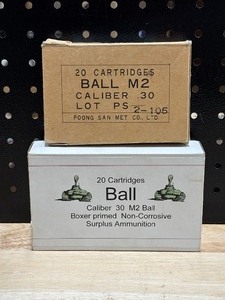 20 CARTRIDGES
BALL M2
CALIBER 30
LOT PS 2-105
POONG SAN MET CO., LTD.
20 Cartridges
Ball
Caliber 30 M2 Ball
Boxer primed Non-Corrosive
Surplus Ammunition